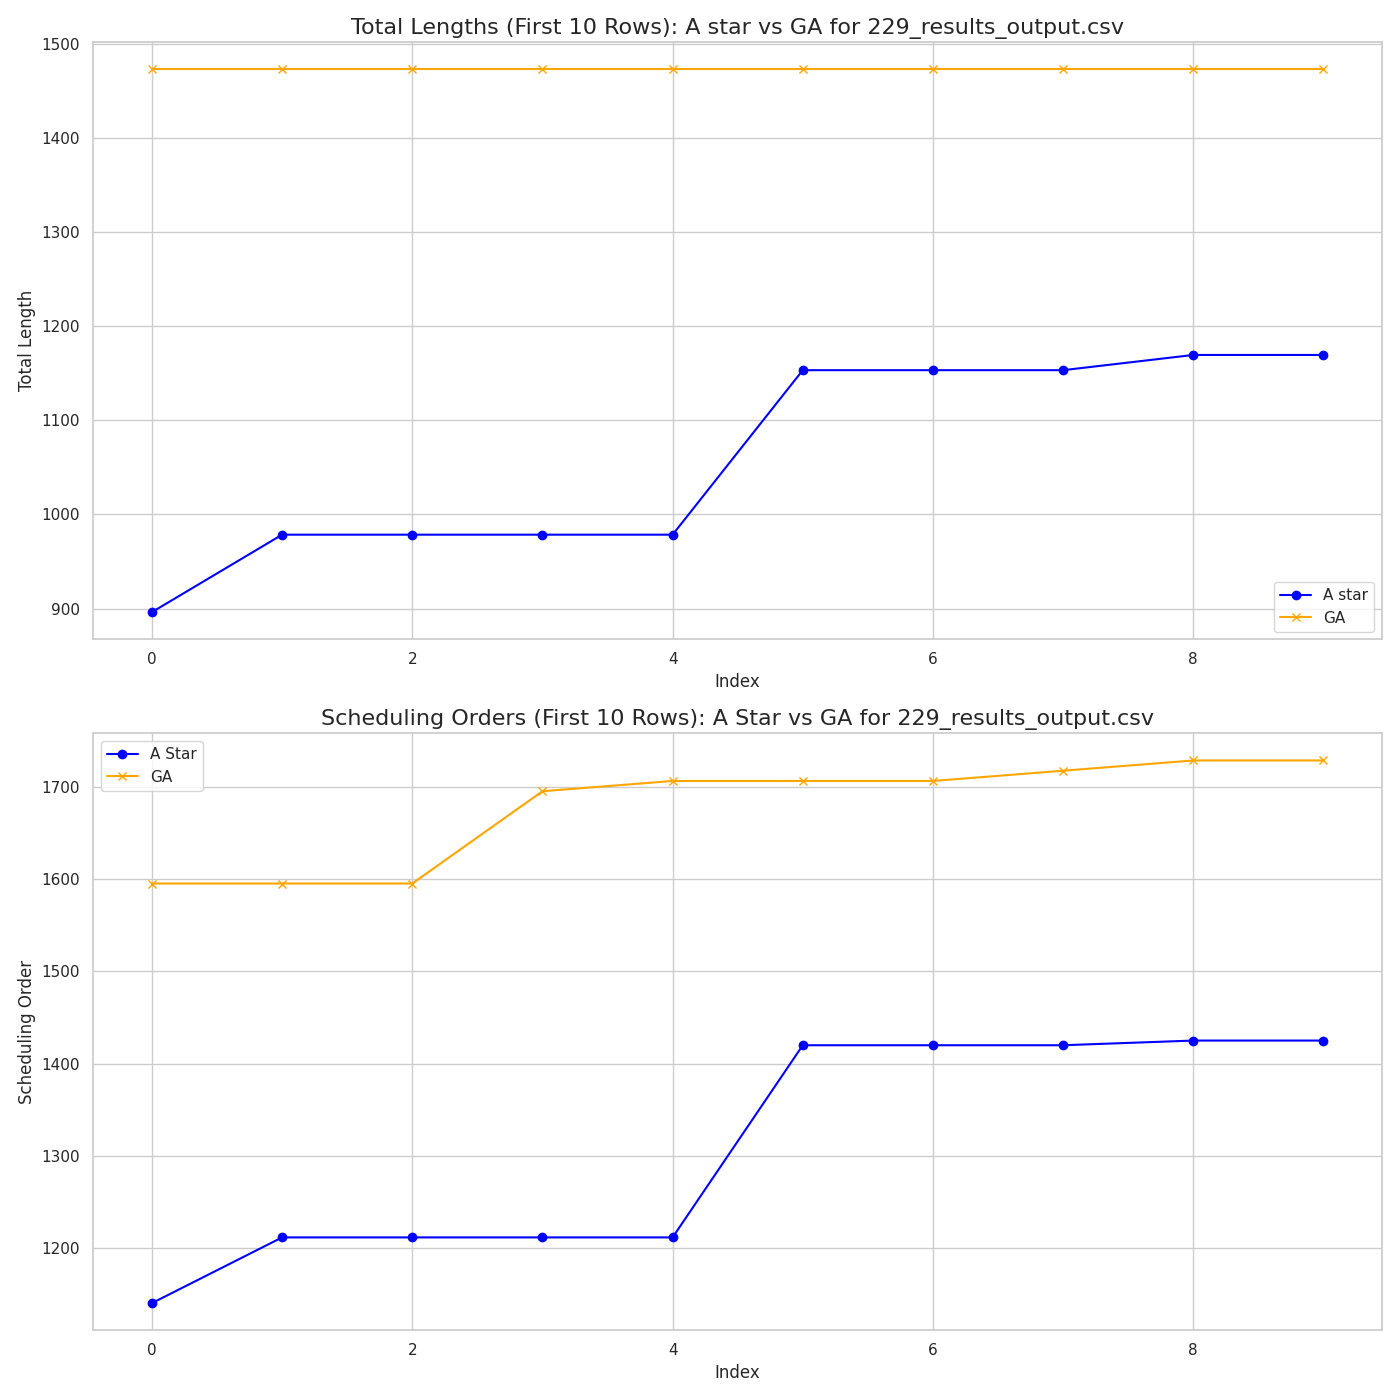 Total Lengths (First 10 Rows): A star vs GA for 229_results_output.csv
1500
1400
1300
1200
1100
1000
900
Total Length
A star
GA
0 2 4 6 8
Index
Scheduling Orders (First 10 Rows): A Star vs GA for 229_results_output.csv
A Star
GA
1700
1600
1500
1400
1300
1200
Scheduling Order
0 2 4 6 8
Index